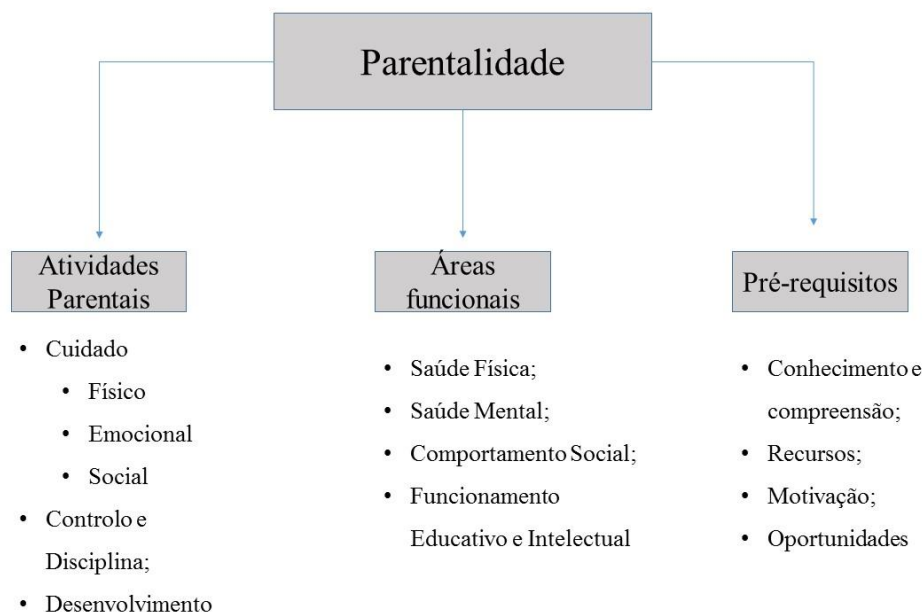 Parentalidade
Atividades
Parentais
• Cuidado
• Físico
• Emocional
• Social
• Controlo e
Disciplina;
• Desenvolvimento
Áreas
funcionais
• Saúde Física;
• Saúde Mental;
• Comportamento Social;
• Funcionamento
Educativo e Intelectual
Pré-requisitos
• Conhecimento e
compreensão;
• Recursos;
• Motivação;
• Oportunidades